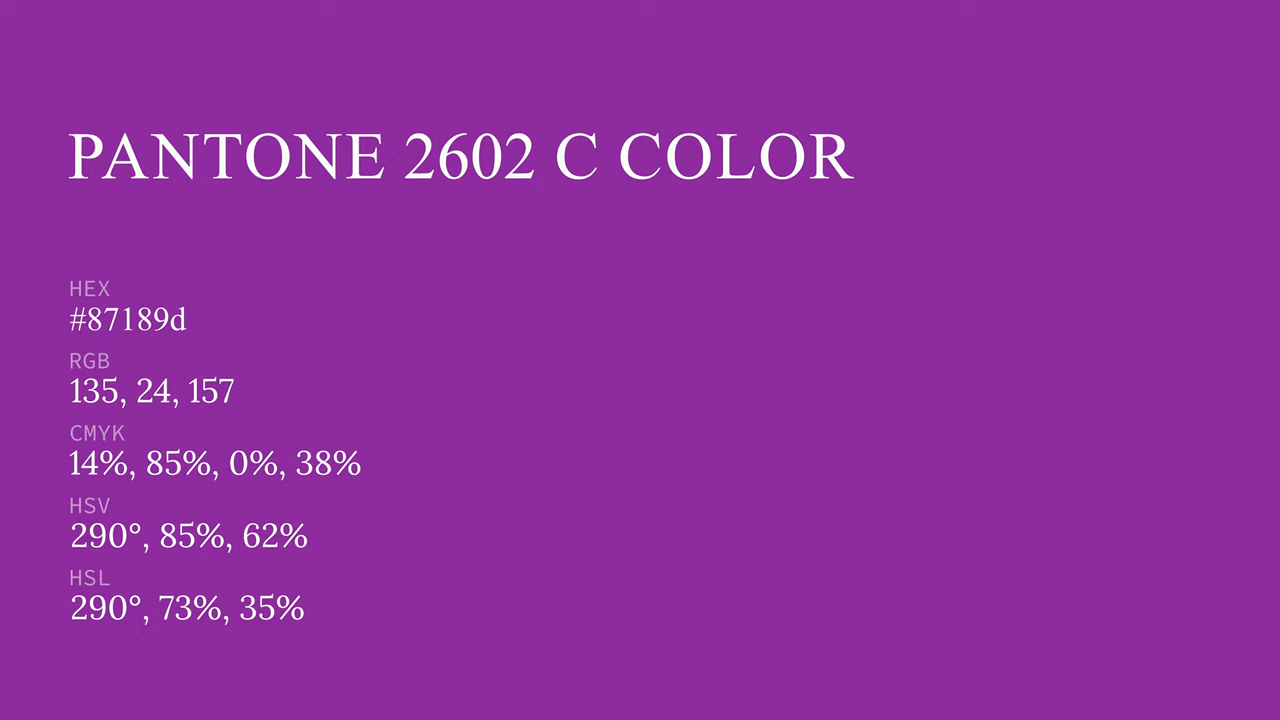 PANTONE 2602 C COLOR
HEX
#87189d
RGB
135, 24, 157
CMYK
14%, 85%, 0%, 38%
HSV
290°, 85%, 62%
HSL
290°, 73%, 35%